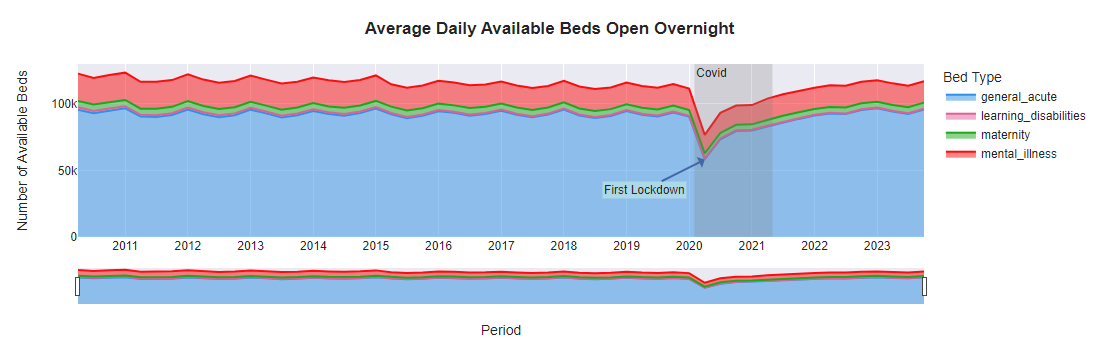 Average Daily Available Beds Open Overnight
Number of Available Beds
100k
50k
0
Covid
First Lockdown
2011 2012 2013 2014 2015 2016 2017 2018 2019 2020 2021 2022 2023
Period
Bed Type
general_acute
learning_disabilities
maternity
mental_illness